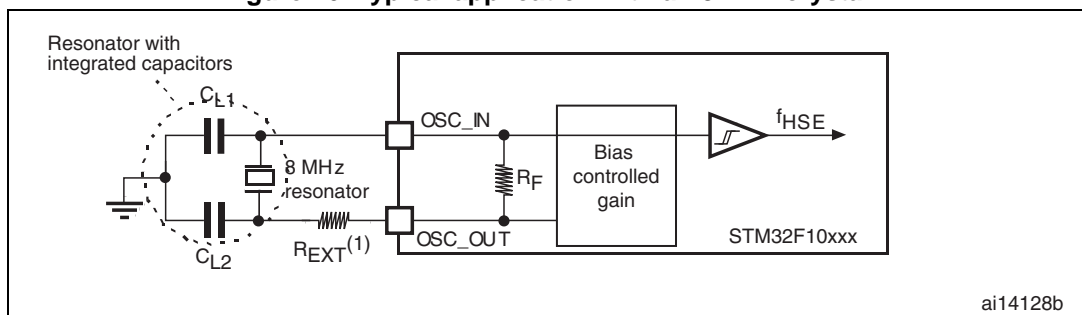 Resonator with
integrated capacitors
CL1
OSC_IN
fHSE
8 MHz
resonator
RF
Bias
controlled
gain
OSC_OUT
STM32F10xxx
REXT(1)
CL2
ai14128b